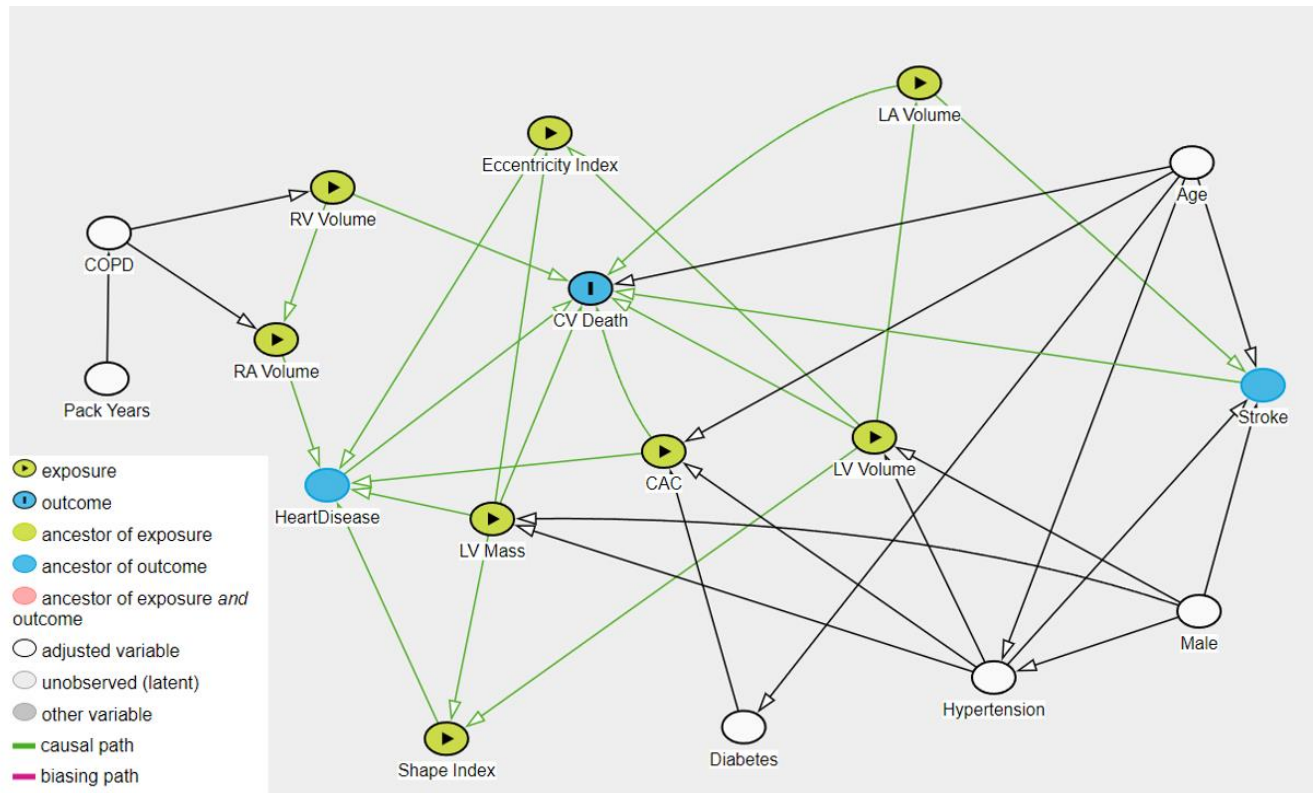 LA Volume
Eccentricity Index
Age
RV Volume
COPD
CV Death
RA Volume
Pack Years
Stroke
LV Volume
CAC
HeartDisease
LV Mass
Male
Hypertension
Diabetes
Shape Index
exposure
outcome
ancestor of exposure
ancestor of outcome
ancestor of exposure and
outcome
adjusted variable
unobserved (latent)
other variable
causal path
biasing path